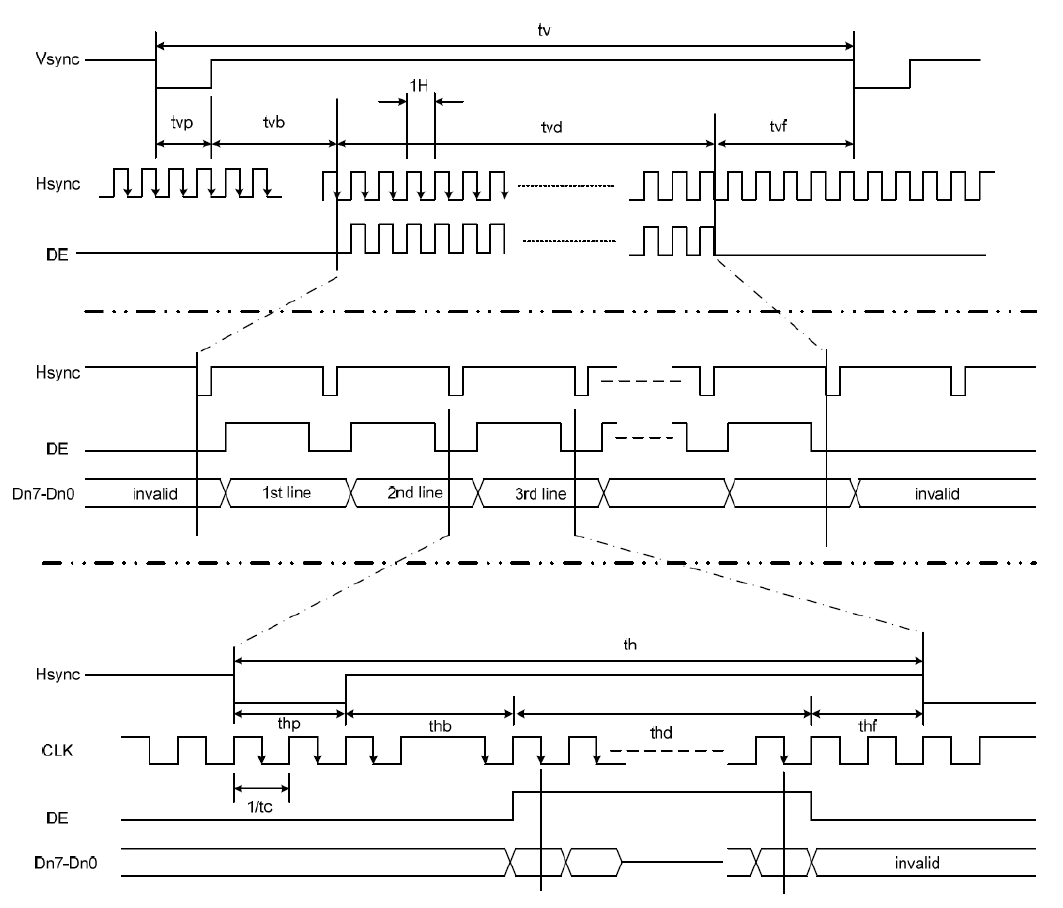 tv
Vsync
1H
tvp
tvb
tvd
tvf
Hsync
DE
Hsync
DE
Dn7-Dn0
invalid
1st line
2nd line
3rd line
invalid
th
Hsync
thp
thb
thd
thf
CLK
1/tc
DE
Dn7-Dn0
invalid